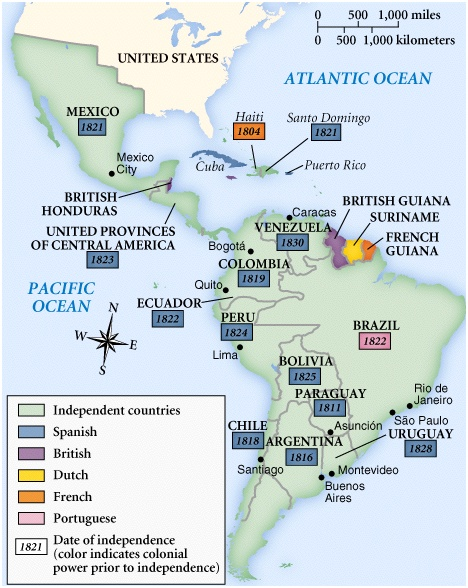 0 500 1,000 miles
0 500 1,000 kilometers
UNITED STATES
ATLANTIC OCEAN
MEXICO
1821
Haiti
1804
Santo Domingo
1821
Mexico
City
Cuba
Puerto Rico
BRITISH
HONDURAS
UNITED PROVINCES
OF CENTRAL AMERICA
1823
Caracas
VENEZUELA
1830
BRITISH GUIANA
SURINAME
FRENCH
GUIANA
Bogotá
COLOMBIA
1819
PACIFIC
OCEAN
Quito
ECUADOR
1822
N
W
E
S
PERU
1824
Lima
BRAZIL
1822
BOLIVIA
1825
PARAGUAY
1811
Rio de
Janeiro
São Paulo
Asunción
URUGUAY
1828
CHILE
1818
ARGENTINA
1816
Santiago
Montevideo
Buenos
Aires
Independent countries
Spanish
British
Dutch
French
Portuguese
1821
Date of independence
(color indicates colonial
power prior to independence)